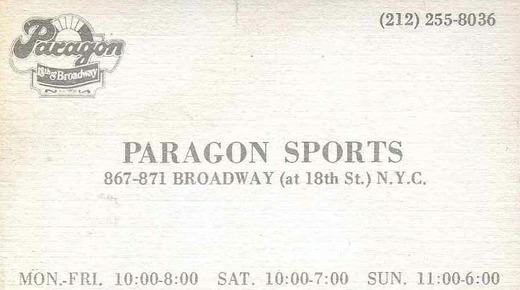 Paragon
18th & Broadway
(212) 255-8036
PARAGON SPORTS
867-871 BROADWAY (at 18th St.) N.Y.C.
MON.-FRI. 10:00-8:00 SAT. 10:00-7:00 SUN. 11:00-6:00